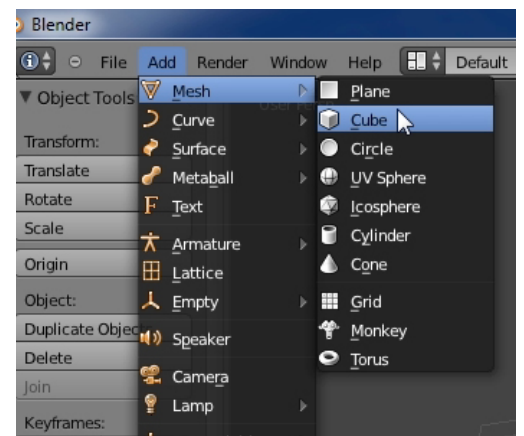 Blender
File Add Render Window Help Default
Object Tools
Transform:
Translate
Rotate
Scale
Origin
Object:
Duplicate Objec
Delete
Join
Keyframes:
Mesh
Curve
Surface
Metaball
Text
Armature
Lattice
Empty
Speaker
Camera
Lamp
Plane
Cube
Circle
UV Sphere
Icosphere
Cylinder
Cone
Grid
Monkey
Torus